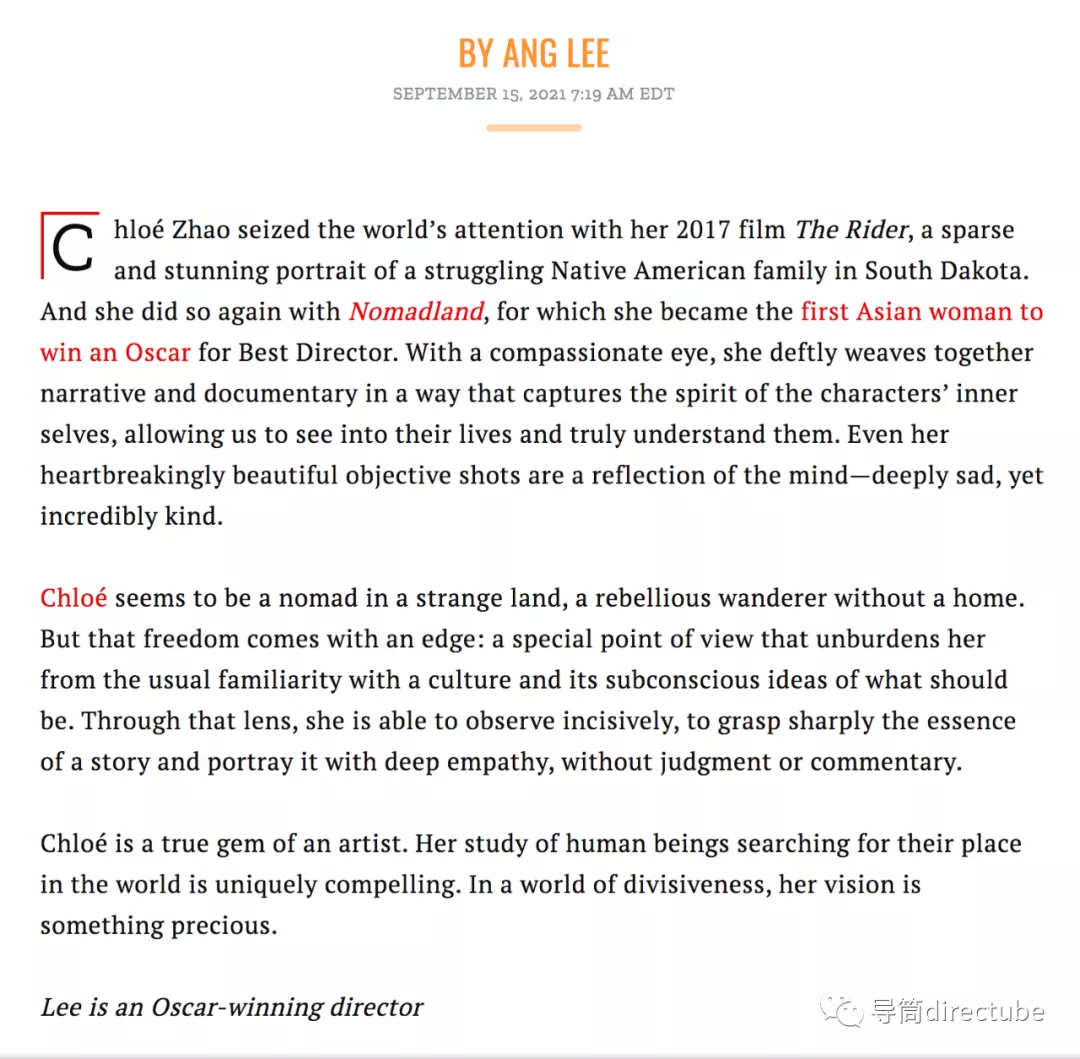 BY ANG LEE
SEPTEMBER 15, 2021 7:19 AM EDT
Chloé Zhao seized the world’s attention with her 2017 film The Rider, a sparse
and stunning portrait of a struggling Native American family in South Dakota.
And she did so again with Nomadland, for which she became the first Asian woman to
win an Oscar for Best Director. With a compassionate eye, she deftly weaves together
narrative and documentary in a way that captures the spirit of the characters’ inner
selves, allowing us to see into their lives and truly understand them. Even her
heartbreakingly beautiful objective shots are a reflection of the mind—deeply sad, yet
incredibly kind.
Chloé seems to be a nomad in a strange land, a rebellious wanderer without a home.
But that freedom comes with an edge: a special point of view that unburdens her
from the usual familiarity with a culture and its subconscious ideas of what should
be. Through that lens, she is able to observe incisively, to grasp sharply the essence
of a story and portray it with deep empathy, without judgment or commentary.
Chloé is a true gem of an artist. Her study of human beings searching for their place
in the world is uniquely compelling. In a world of divisiveness, her vision is
something precious.
Lee is an Oscar-winning director
导筒directube